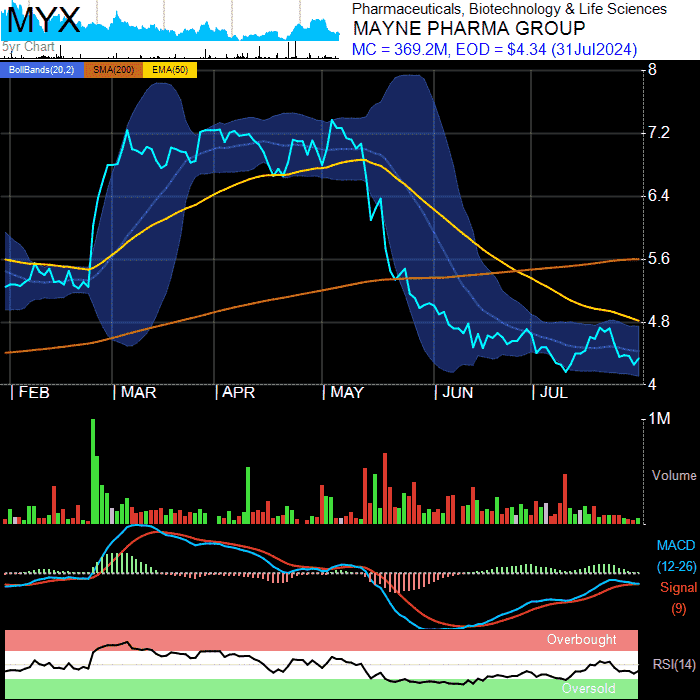 MYX
5yr Chart
Pharmaceuticals, Biotechnology & Life Sciences
MAYNE PHARMA GROUP
MC = 369.2M, EOD = $4.34 (31Jul2024)
BollBands(20,2) SMA(200) EMA(50)
8
7.2
6.4
5.6
4.8
4
FEB MAR APR MAY JUN JUL
1M
Volume
MACD
(12-26)
Signal
(9)
Overbought
RSI(14)
Oversold